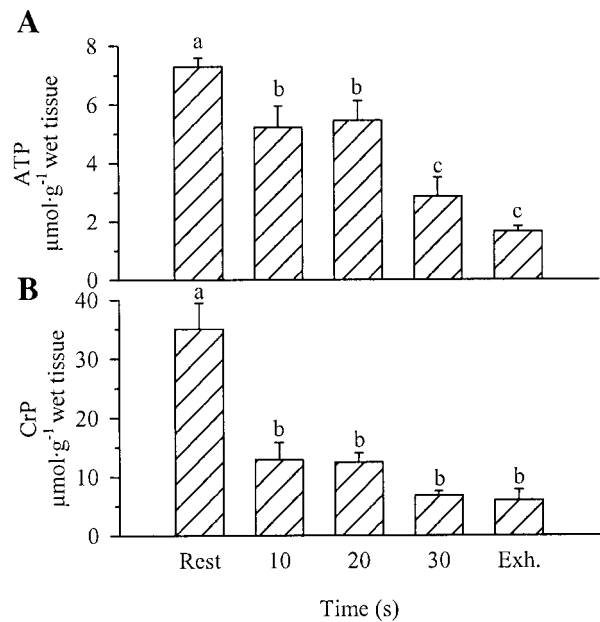 A
a
8
b
b
6
ATP
μmol·g⁻¹ wet tissue
4
c
c
2
0
B
a
40
30
CrP
μmol·g⁻¹ wet tissue
20
b
b
10
b
b
0
Rest
10
20
30
Exh.
Time (s)